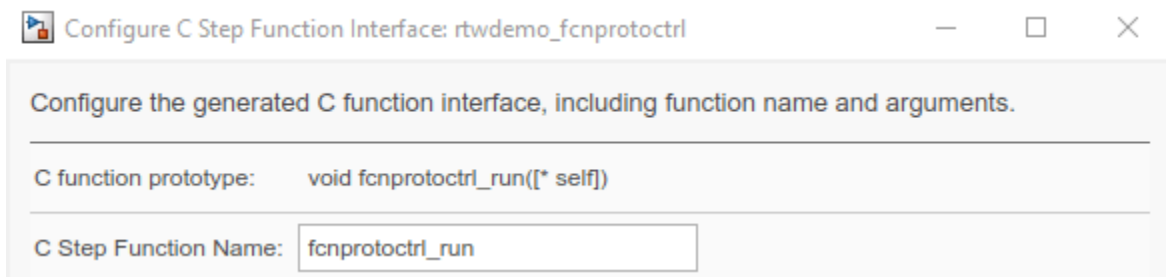 Configure C Step Function Interface: rtwdemo_fcnprotoctrl
Configure the generated C function interface, including function name and arguments.
C function prototype: void fcnprotoctrl_run([* self])
C Step Function Name: fcnprotoctrl_run